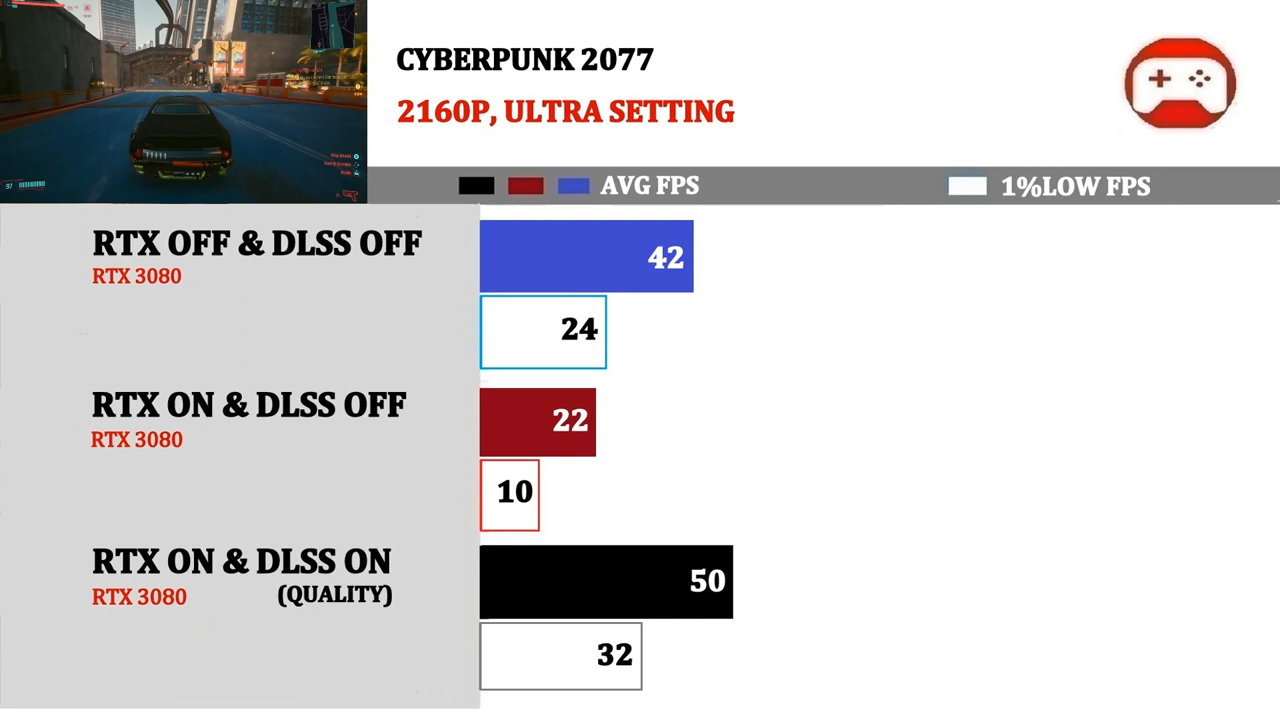 CYBERPUNK 2077
2160P, ULTRA SETTING
AVG FPS
1%LOW FPS
RTX OFF & DLSS OFF
RTX 3080
42
24
RTX ON & DLSS OFF
RTX 3080
22
10
RTX ON & DLSS ON
RTX 3080 (QUALITY)
50
32
97